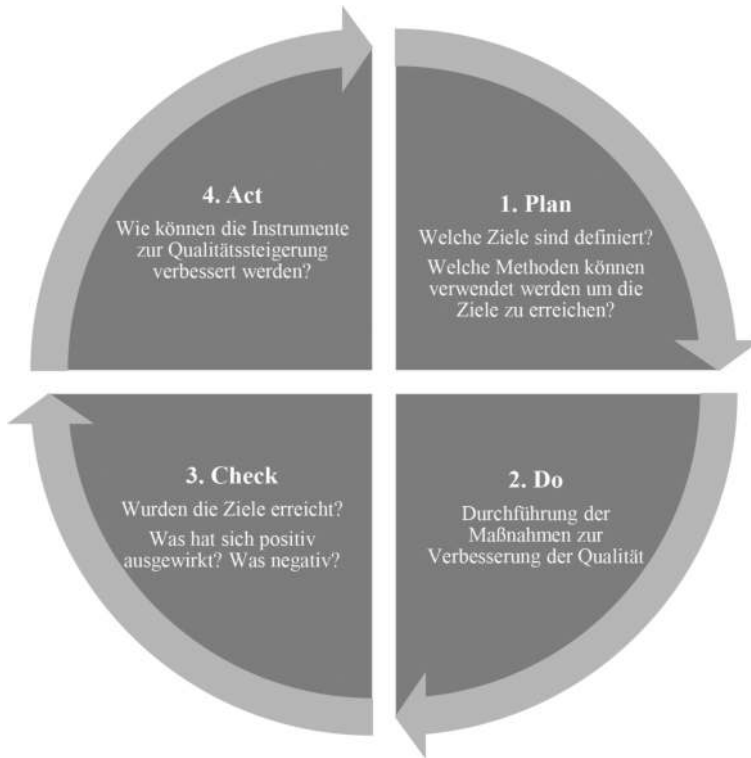 1. Plan
Welche Ziele sind definiert?
Welche Methoden können
verwendet werden um die
Ziele zu erreichen?
2. Do
Durchführung der
Maßnahmen zur
Verbesserung der Qualität
3. Check
Wurden die Ziele erreicht?
Was hat sich positiv
ausgewirkt? Was negativ?
4. Act
Wie können die Instrumente
zur Qualitätssteigerung
verbessert werden?